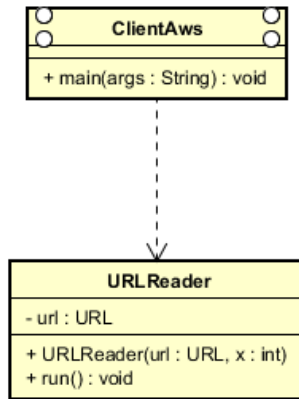 ClientAws
+ main(args : String) : void
URLReader
- url : URL
+ URLReader(url : URL, x : int)
+ run() : void